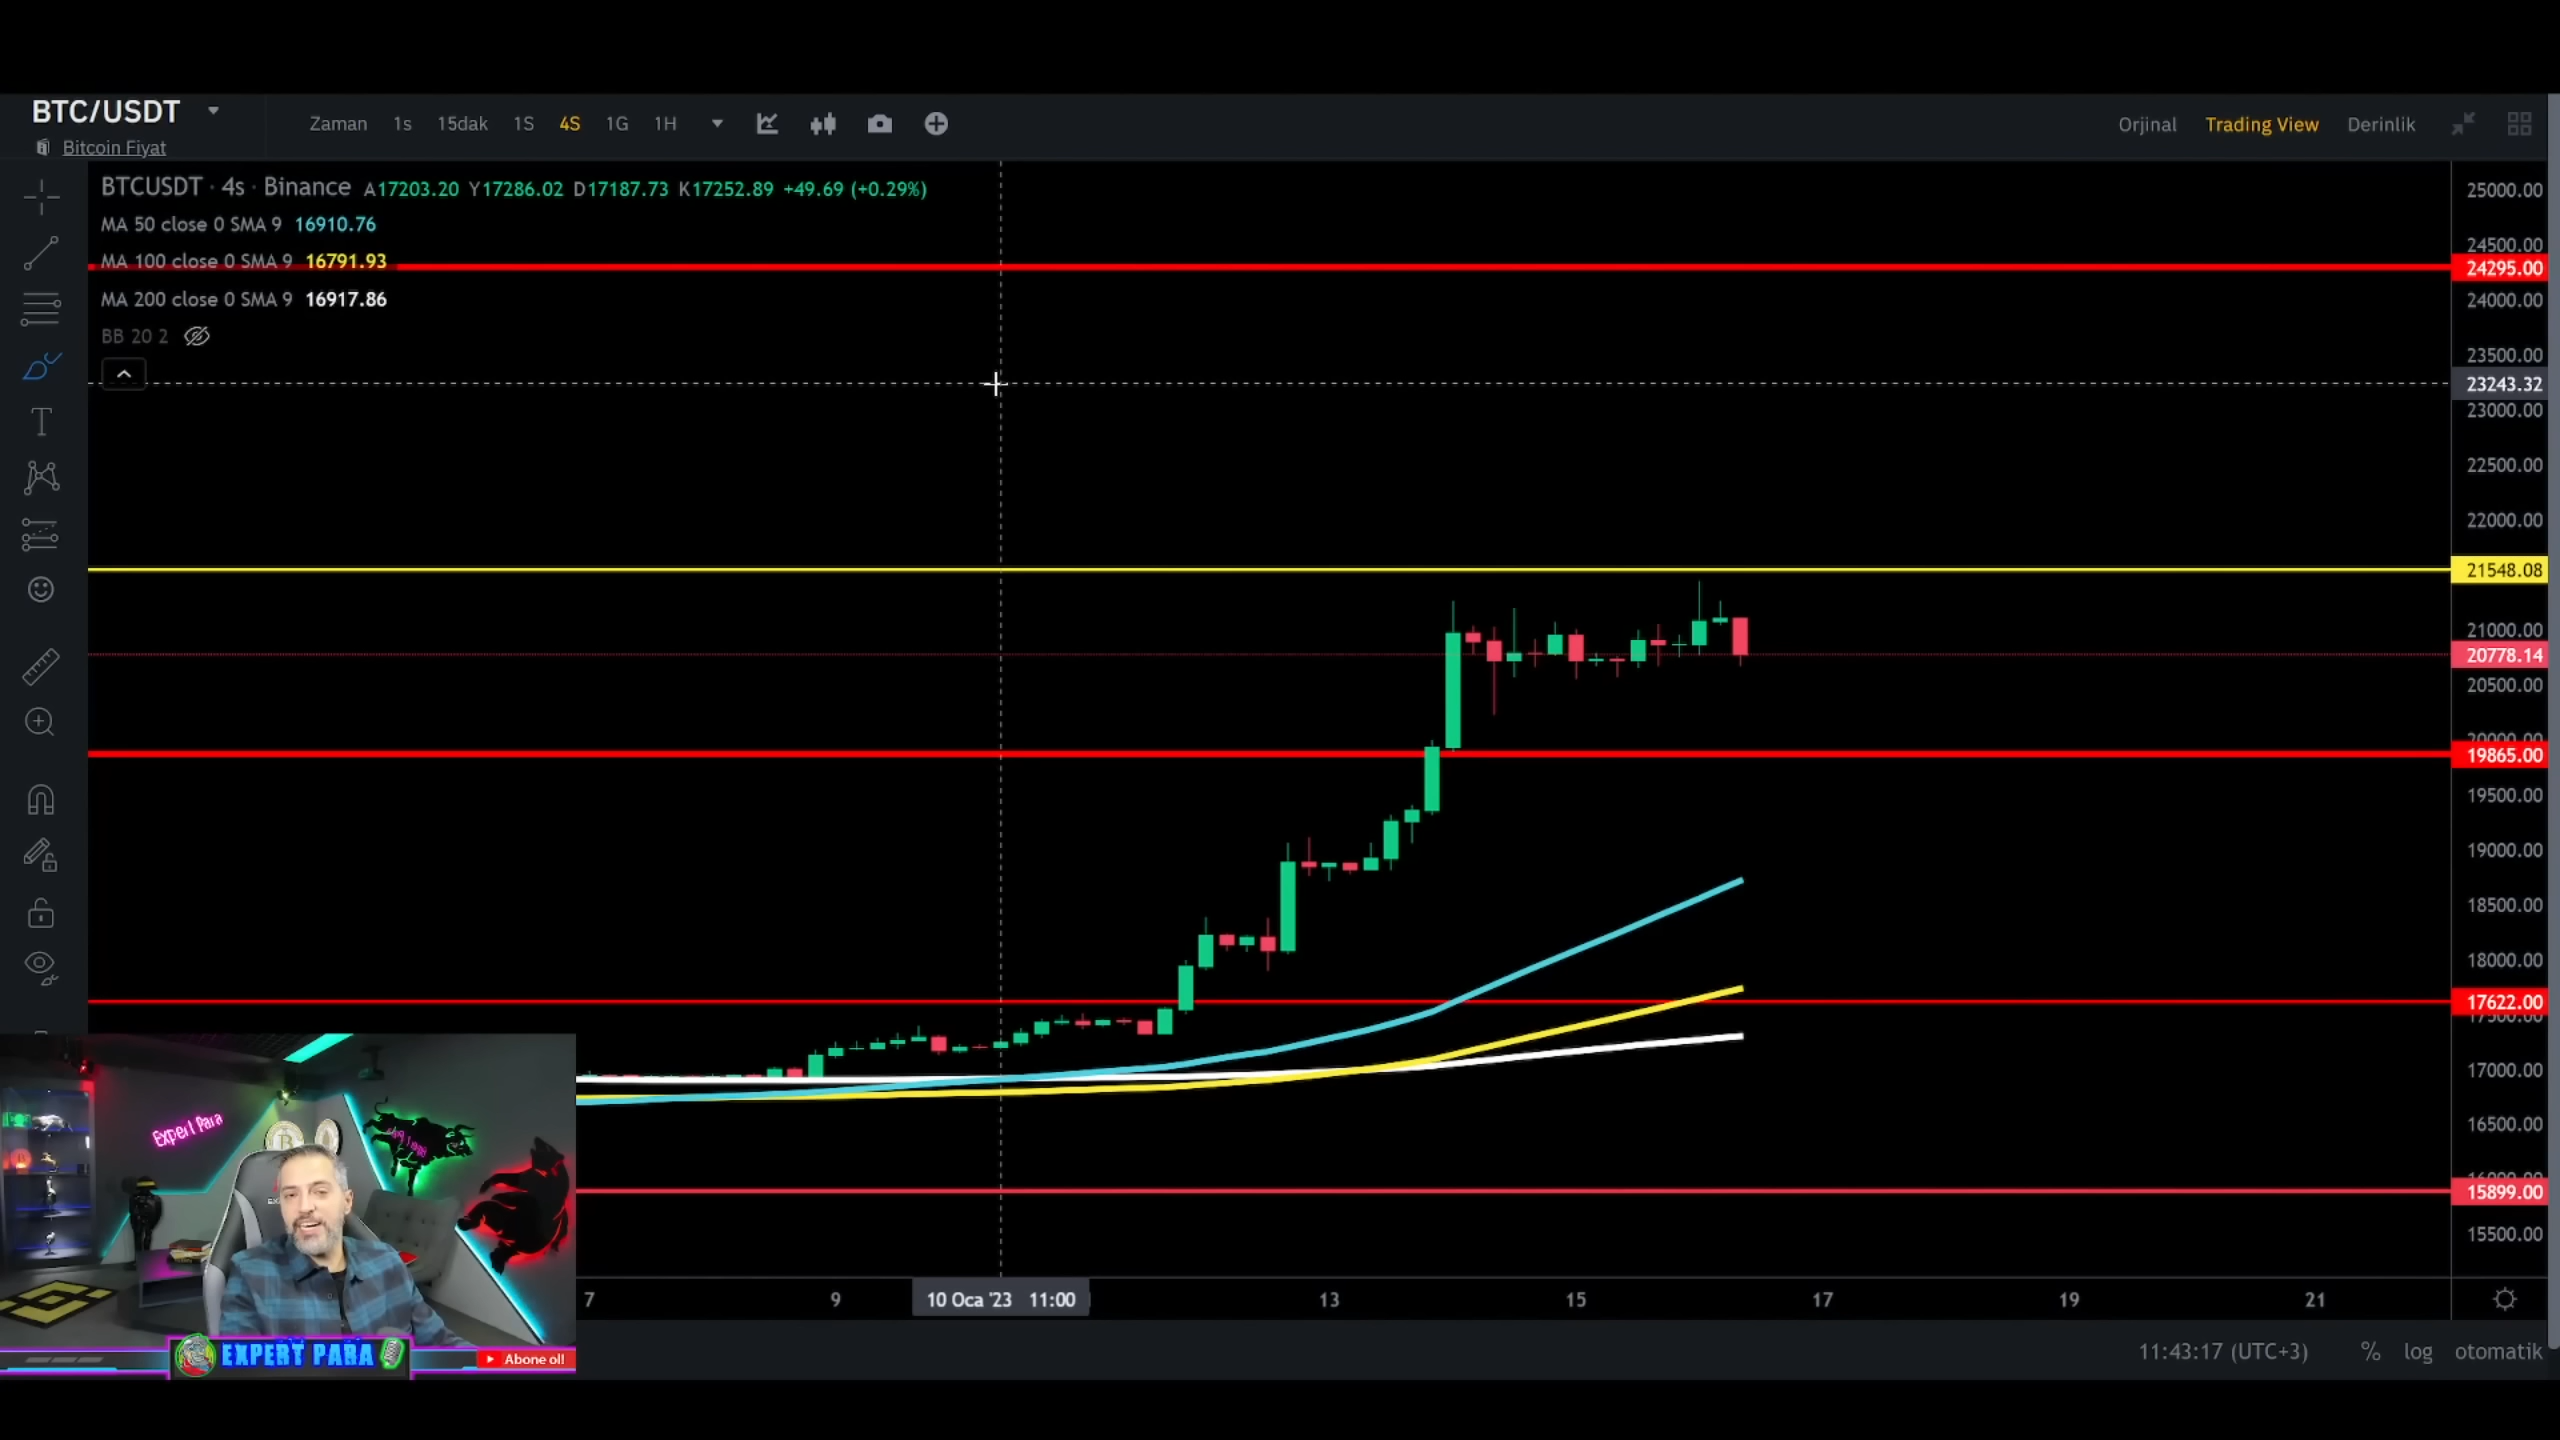 BTC/USDT
Bitcoin Fiyat
Zaman 1s 15dak 1S 4S 1G 1H
Orjinal Trading View Derinlik
BTCUSDT · 4s · Binance A17203.20 Y17286.02 D17187.73 K17252.89 +49.69 (+0.29%)
MA 50 close 0 SMA 9 16910.76
MA 100 close 0 SMA 9 16791.93
MA 200 close 0 SMA 9 16917.86
BB 20 2
25000.00
24500.00
24295.00
24000.00
23500.00
23243.32
23000.00
22500.00
22000.00
21548.08
21000.00
20778.14
20500.00
20000.00
19865.00
19500.00
19000.00
18500.00
18000.00
17622.00
17500.00
17000.00
16500.00
16000.00
15899.00
15500.00
Expert Para
7 9 10 Oca '23 11:00 13 15 17 19 21
EXPERT PARA
Abone ol!
11:43:17 (UTC+3) % log otomatik